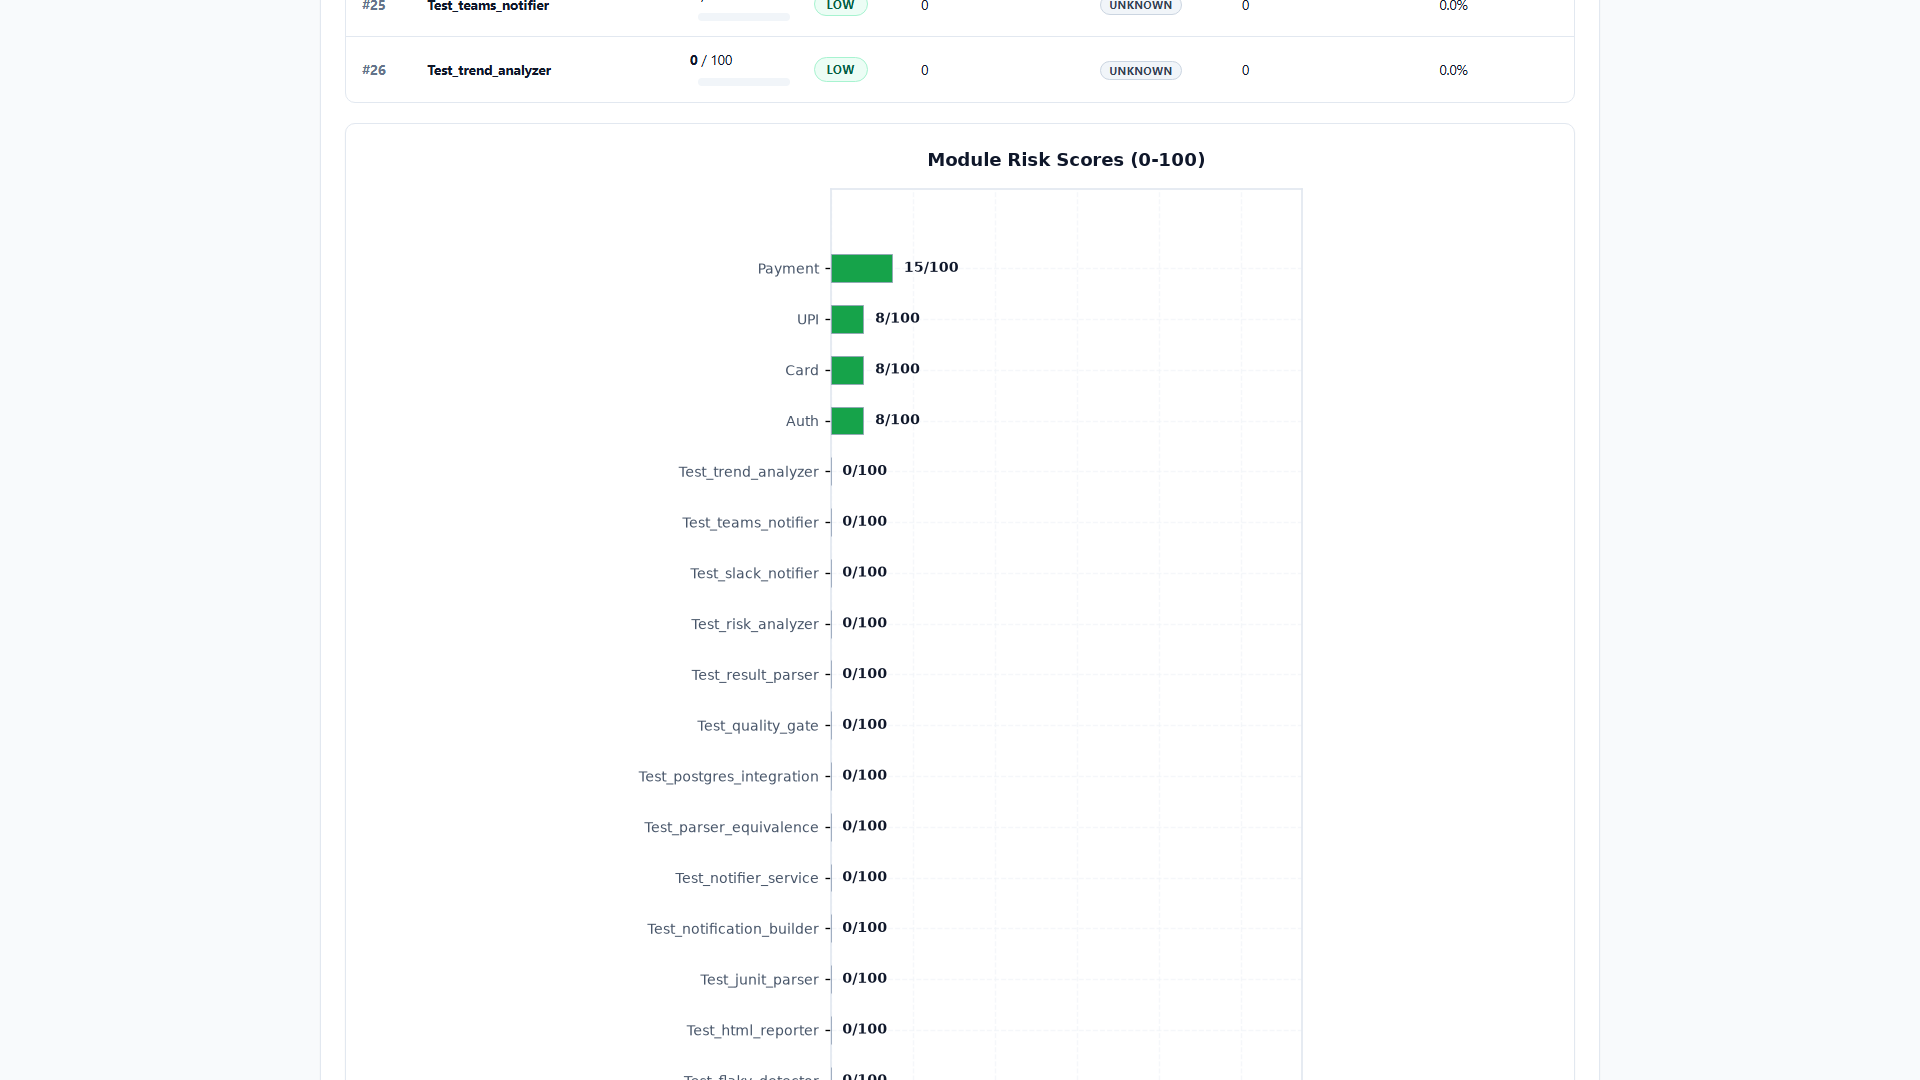 #25 Test_teams_notifier LOW 0 UNKNOWN 0 0.0%
#26 Test_trend_analyzer 0 / 100 LOW 0 UNKNOWN 0 0.0%
Module Risk Scores (0-100)
Payment 15/100
UPI 8/100
Card 8/100
Auth 8/100
Test_trend_analyzer 0/100
Test_teams_notifier 0/100
Test_slack_notifier 0/100
Test_risk_analyzer 0/100
Test_result_parser 0/100
Test_quality_gate 0/100
Test_postgres_integration 0/100
Test_parser_equivalence 0/100
Test_notifier_service 0/100
Test_notification_builder 0/100
Test_junit_parser 0/100
Test_html_reporter 0/100
Test_flaky_detector 0/100